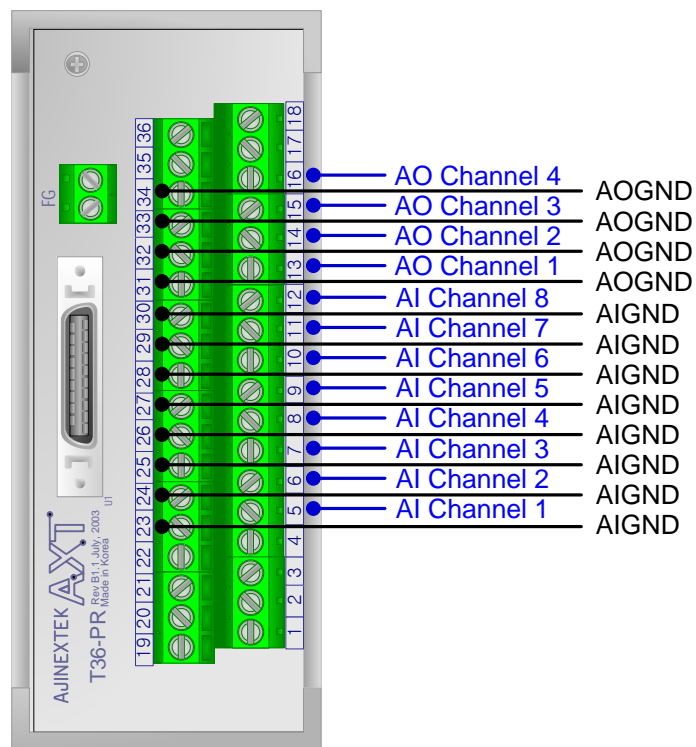 FG
36
35
34
33
32
31
30
29
28
27
26
25
24
23
22
21
20
19
18
17
16
15
14
13
12
11
10
9
8
7
6
5
4
3
2
1
AO Channel 4
AOGND
AO Channel 3
AOGND
AO Channel 2
AOGND
AO Channel 1
AOGND
AI Channel 8
AIGND
AI Channel 7
AIGND
AI Channel 6
AIGND
AI Channel 5
AIGND
AI Channel 4
AIGND
AI Channel 3
AIGND
AI Channel 2
AIGND
AI Channel 1
AIGND
U1
AJINEXTEK AXT
T36-PR Rev B1.1 July, 2003
Made in Korea